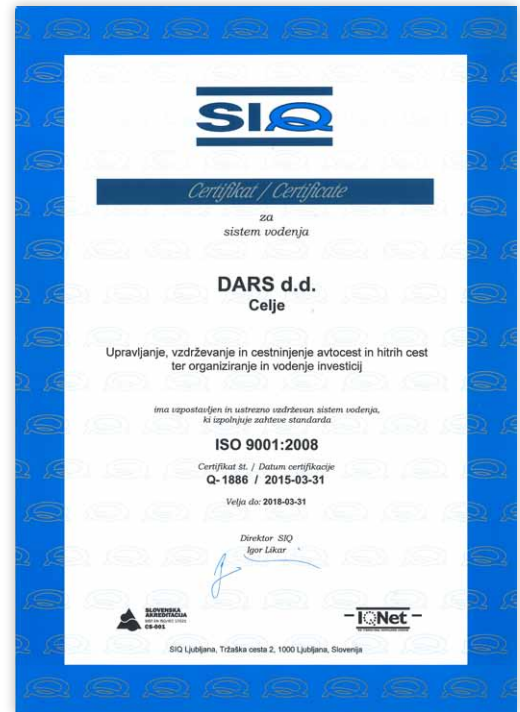 SIQ
Certifikat / Certificate
za
sistem vodenja
DARS d.d.
Celje
Upravljanje, vzdrževanje in cestninjenje avtocest in hitrih cest
ter organiziranje in vodenje investicij
ima vzpostavljen in ustrezno vzdrževan sistem vodenja,
ki izpolnjuje zahteve standarda
ISO 9001:2008
Certifikat št. / Datum certifikacije
Q-1886 / 2015-03-31
Velja do: 2018-03-31
Direktor SIQ
Igor Likar
SLOVENSKA
AKREDITACIJA
CS-001
IQNet
SIQ Ljubljana, Tržaška cesta 2, 1000 Ljubljana, Slovenija